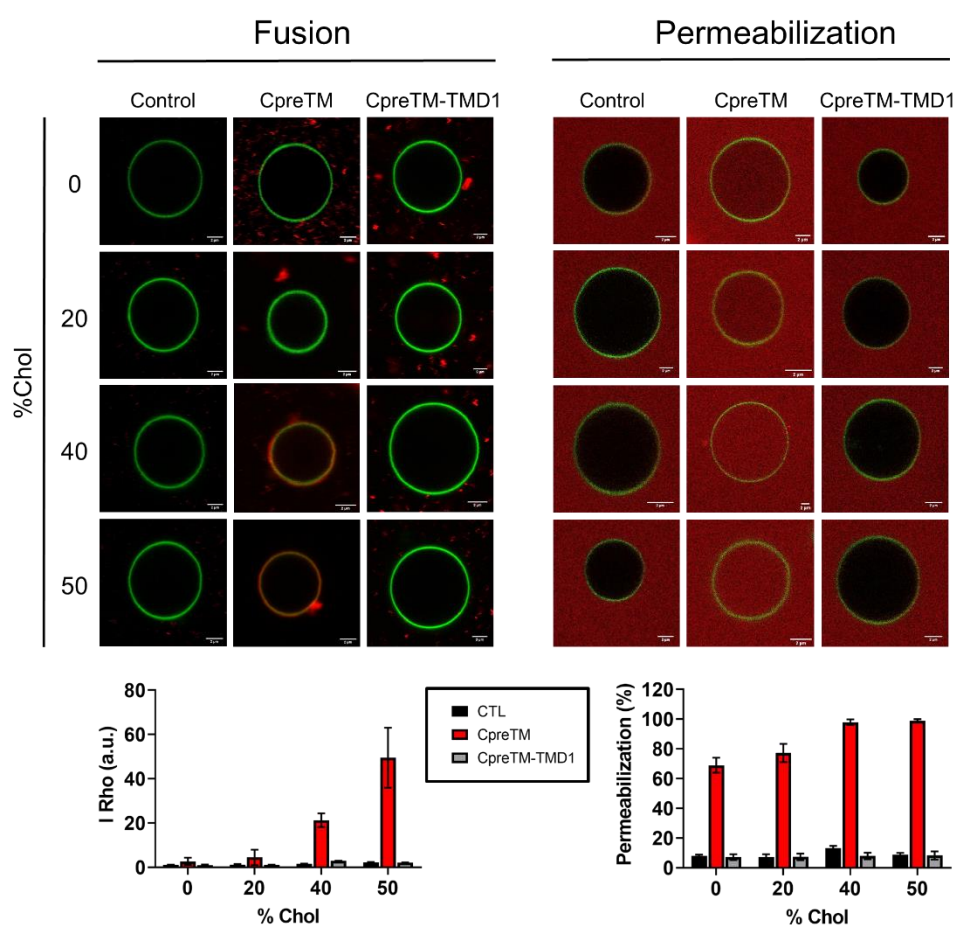 Fusion Permeabilization
Control CpreTM CpreTM-TMD1 Control CpreTM CpreTM-TMD1
%Chol
0
20
40
50
80
60
40
20
0
I Rho (a.u.)
0 20 40 50
% Chol
CTL
CpreTM
CpreTM-TMD1
120
100
80
60
40
20
0
Permeabilization (%)
0 20 40 50
% Chol